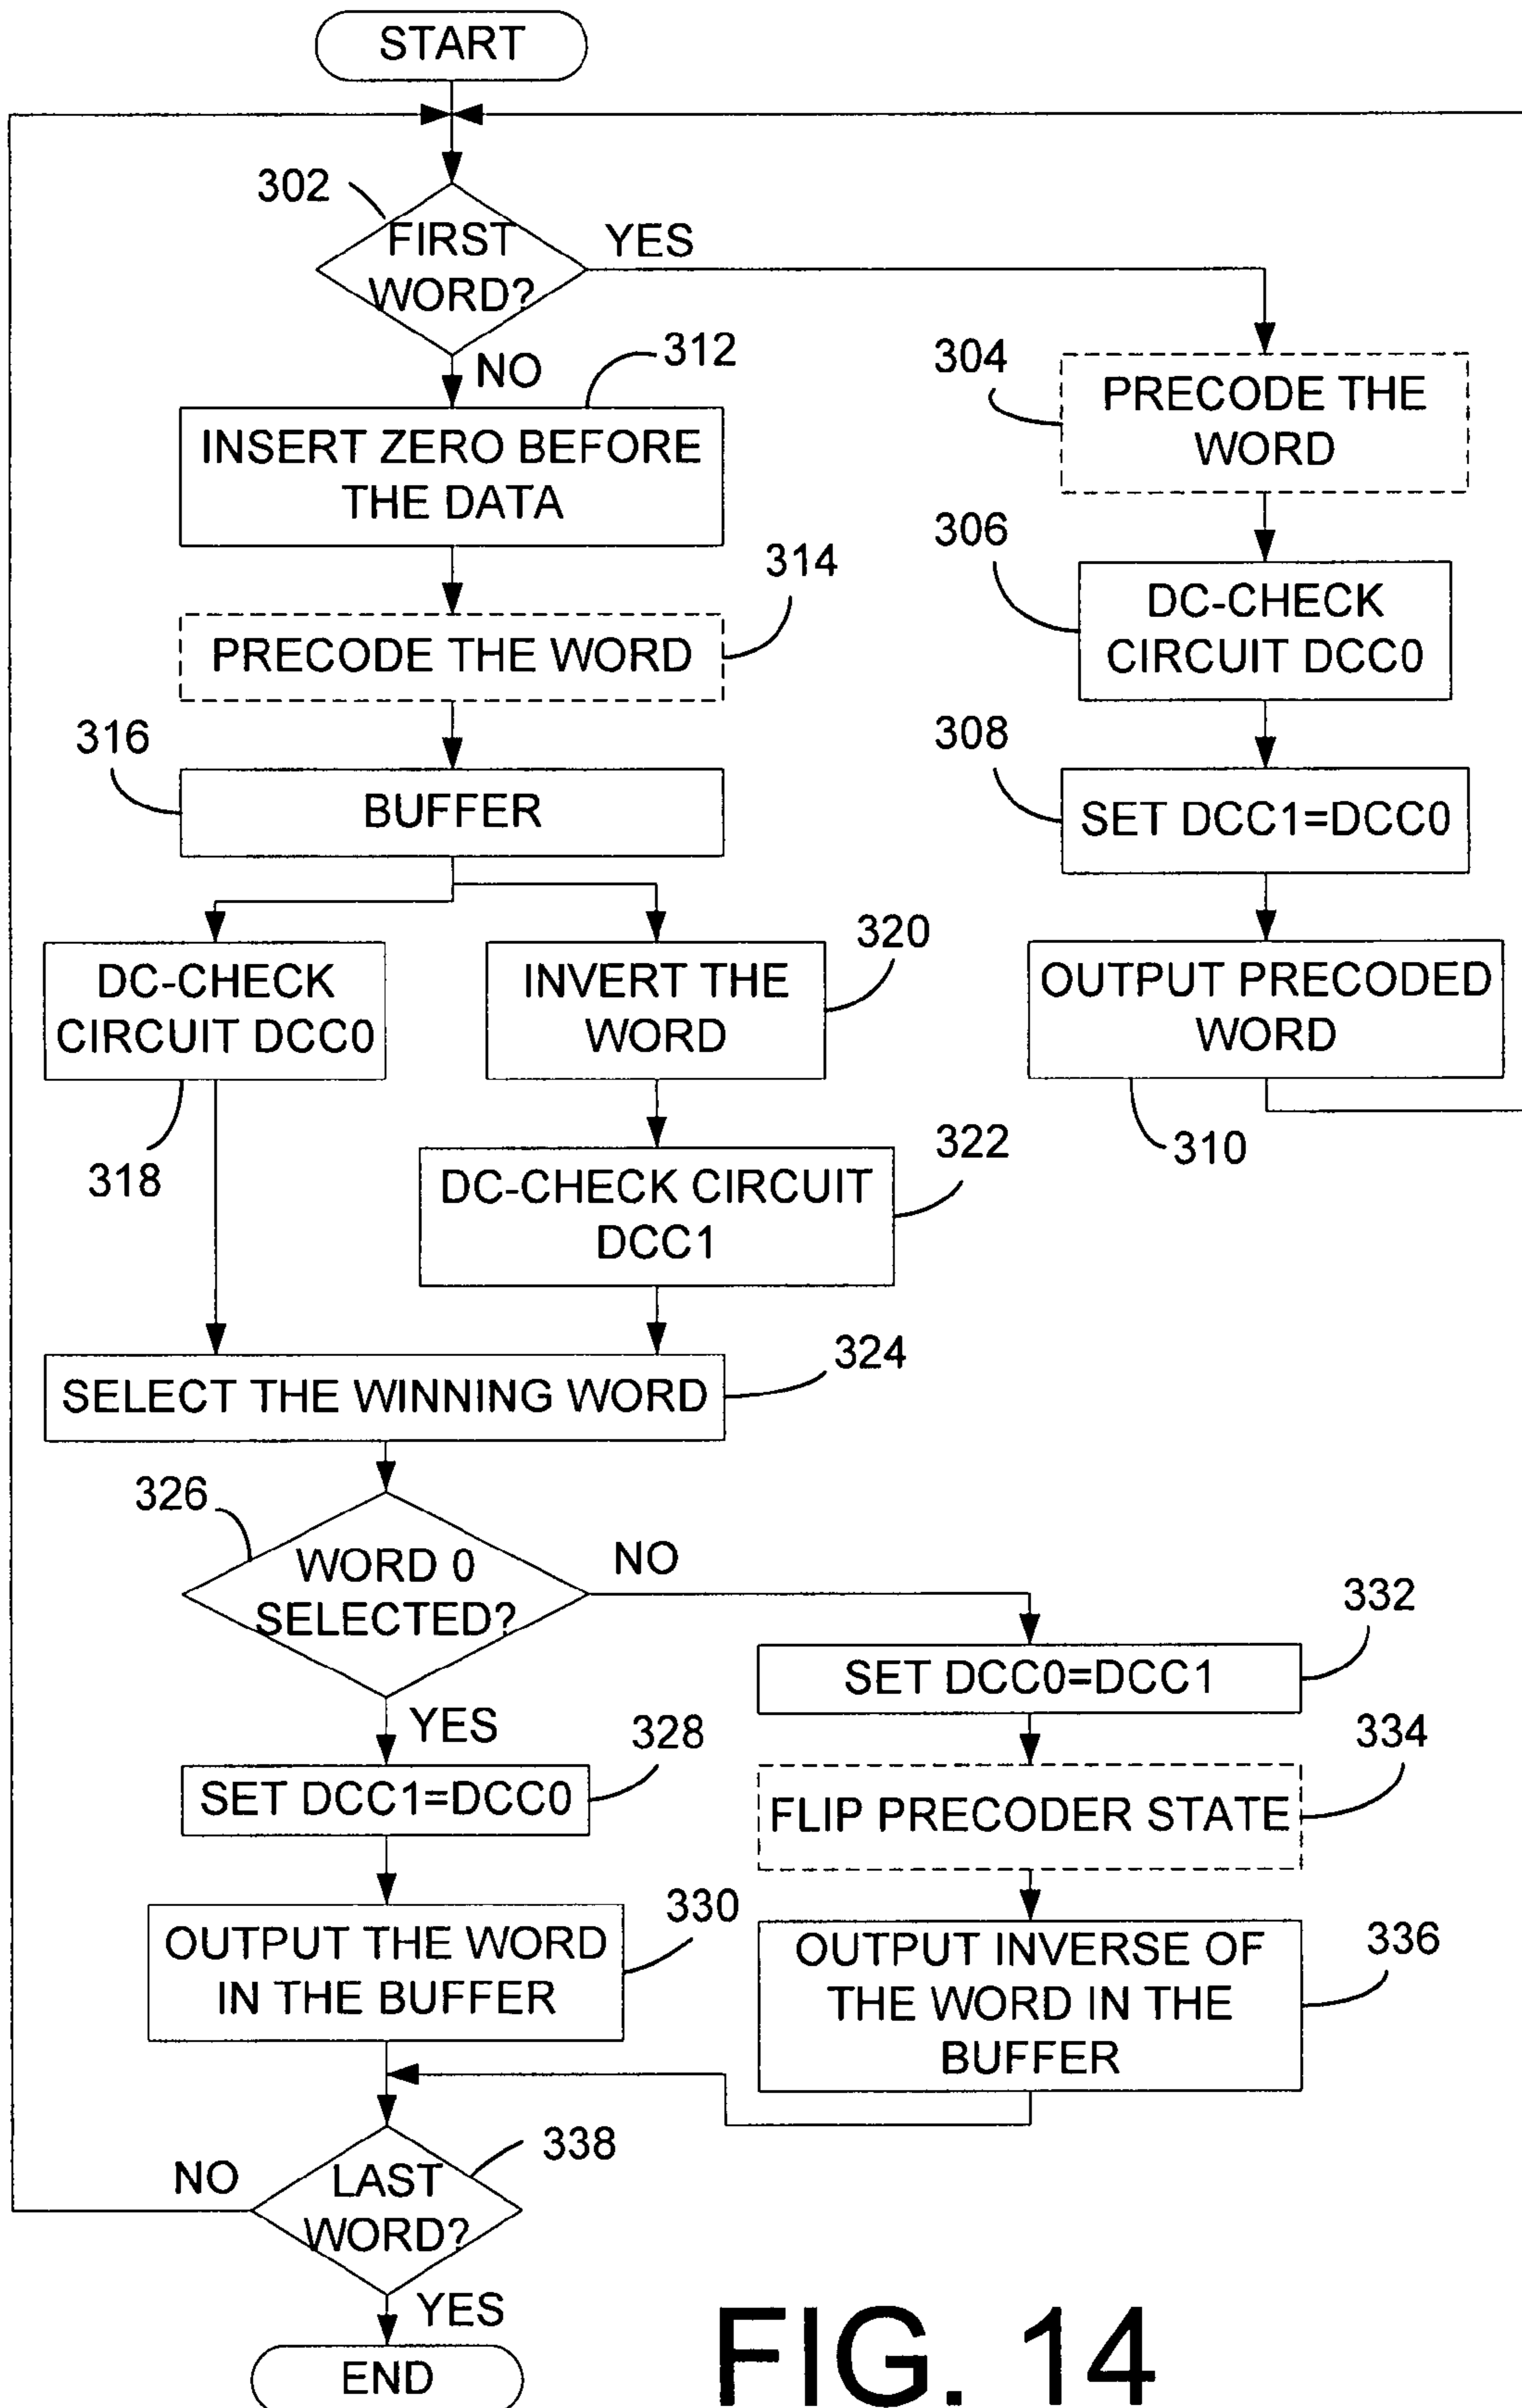 START
302
FIRST
WORD?
YES
NO
312
INSERT ZERO BEFORE
THE DATA
304
PRECODE THE
WORD
314
PRECODE THE WORD
306
DC-CHECK
CIRCUIT DCC0
316
BUFFER
308
SET DCC1=DCC0
318
DC-CHECK
CIRCUIT DCC0
320
INVERT THE
WORD
OUTPUT PRECODED
WORD
310
322
DC-CHECK CIRCUIT
DCC1
324
SELECT THE WINNING WORD
326
WORD 0
SELECTED?
NO
YES
332
SET DCC0=DCC1
328
SET DCC1=DCC0
334
FLIP PRECODER STATE
330
OUTPUT THE WORD
IN THE BUFFER
336
OUTPUT INVERSE OF
THE WORD IN THE
BUFFER
338
NO
LAST
WORD?
YES
END
FIG. 14